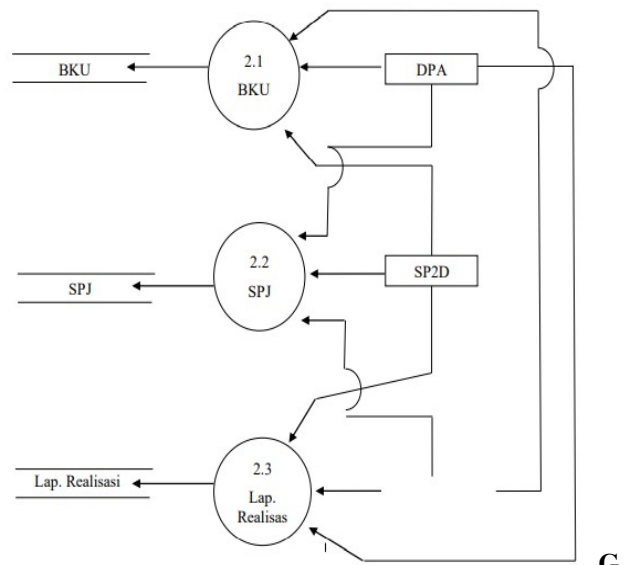 2.1
BKU
BKU
DPA
2.2
SPJ
SPJ
SP2D
2.3
Lap.
Realisas
Lap. Realisasi
G